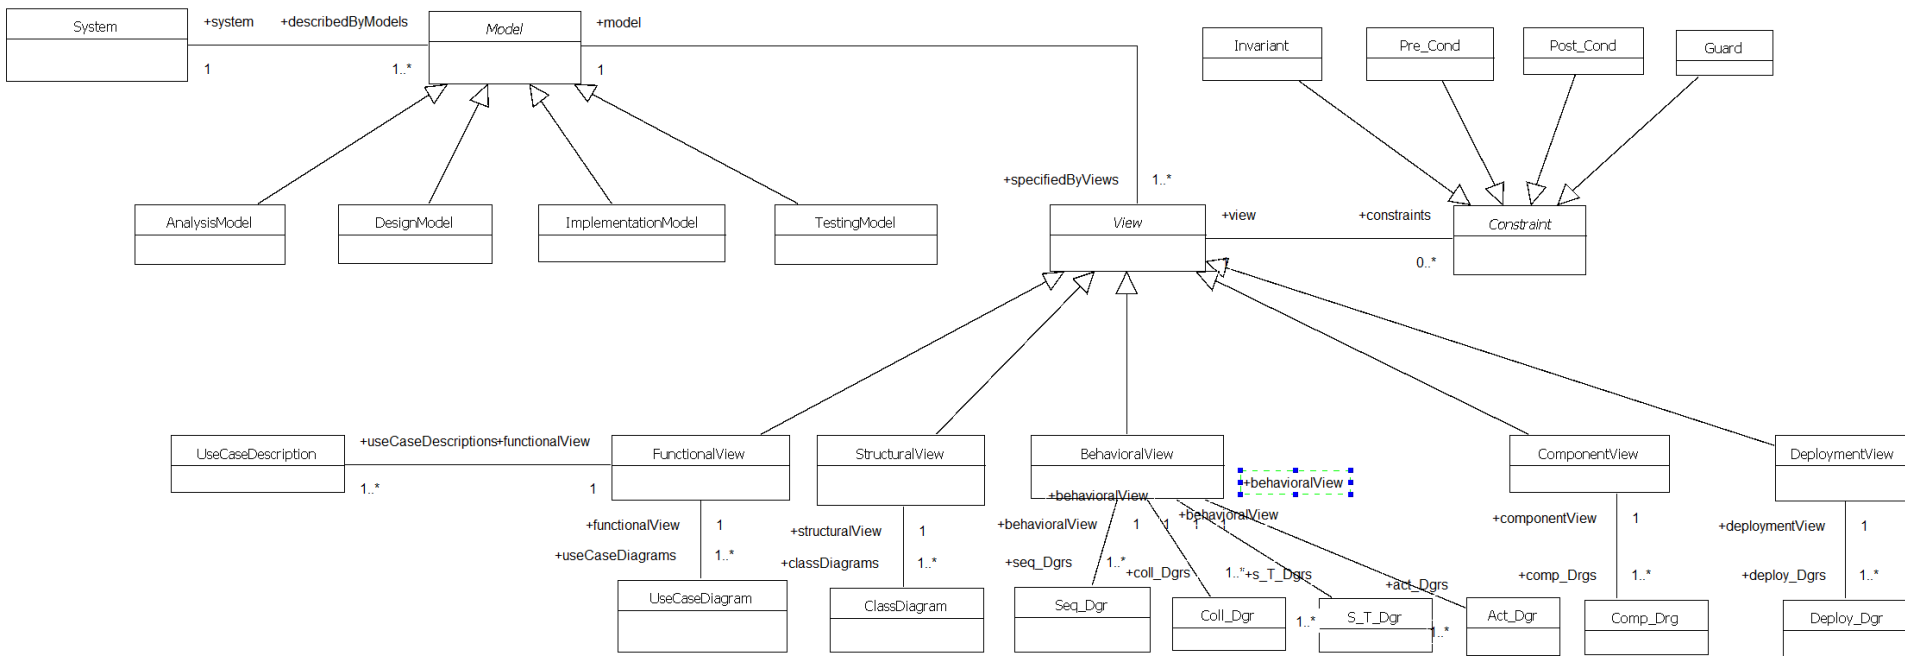 System
+system
+describedByModels
Model
+model
1
1..*
1
Invariant
Pre_Cond
Post_Cond
Guard
+specifiedByViews
1..*
AnalysisModel
DesignModel
ImplementationModel
TestingModel
View
+view
+constraints
Constraint
0..*
UseCaseDescription
+useCaseDescriptions
+functionalView
1..*
1
FunctionalView
StructuralView
BehavioralView
ComponentView
DeploymentView
+behavioralView
+behavioralView
+functionalView
1
+structuralView
1
+behavioralView
1
1
1
1
+behavioralView
+componentView
1
+deploymentView
1
+useCaseDiagrams
1..*
+classDiagrams
1..*
+seq_Dgrs
1..*
+coll_Dgrs
1..*
+s_T_Dgrs
+act_Dgrs
+comp_Drgs
1..*
+deploy_Dgrs
1..*
UseCaseDiagram
ClassDiagram
Seq_Dgr
Coll_Dgr
1..*
S_T_Dgr
1..*
Act_Dgr
Comp_Drg
Deploy_Dgr